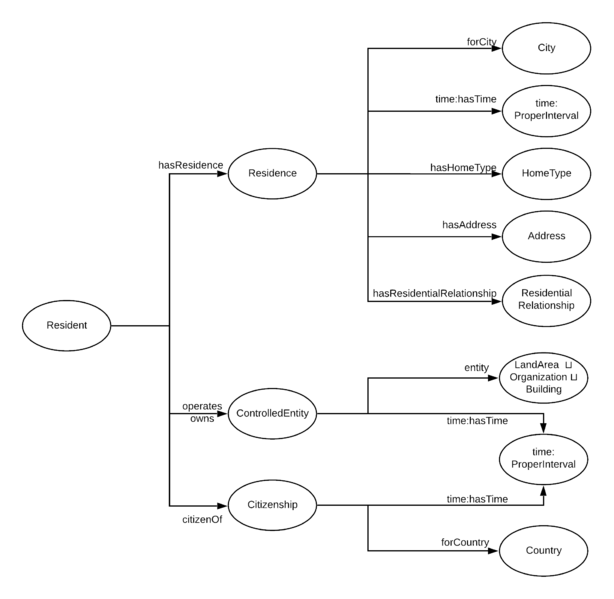 forCity
City
time:hasTime
time:
ProperInterval
hasResidence
Residence
hasHomeType
HomeType
hasAddress
Address
hasResidentialRelationship
Residential
Relationship
Resident
entity
LandArea ⊔
Organization ⊔
Building
operates
owns
ControlledEntity
time:hasTime
time:
ProperInterval
Citizenship
time:hasTime
citizenOf
forCountry
Country